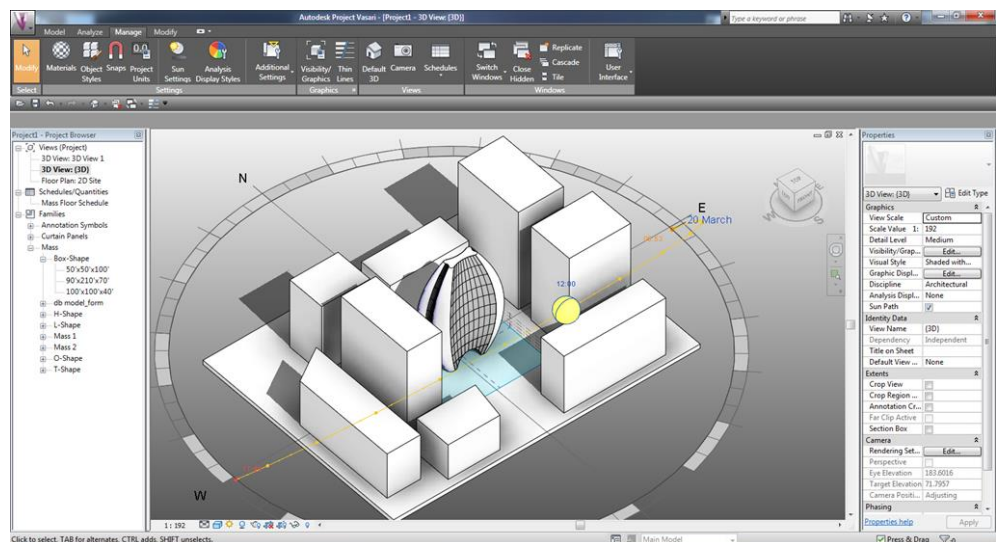 Autodesk Project Vasari - [Project1 - 3D View: {3D}]
Type a keyword or phrase
Model Analyze Manage Modify
Modify
Materials
Object Styles
Snaps
Project Units
Sun Settings
Analysis Display Styles
Additional Settings
Visibility/ Graphics
Thin Lines
Default 3D
Camera
Schedules
Switch Windows
Close Hidden
Replicate
Cascade
Tile
User Interface
Select
Settings
Graphics
Views
Windows
Project1 - Project Browser
Views (Project)
3D View: 3D View 1
3D View: {3D}
Floor Plan: 2D Site
Schedules/Quantities
Mass Floor Schedule
Families
Annotation Symbols
Curtain Panels
Mass
Box-Shape
50'x50'x100'
90'x210'x70'
100'x100'x40'
db model_form
H-Shape
L-Shape
Mass 1
Mass 2
O-Shape
T-Shape
N
E
20 March
12:00
W
S
1 : 192
Properties
3D View: {3D}
Edit Type
Graphics
View Scale Custom
Scale Value 1: 192
Detail Level Medium
Visibility/Grap... Edit...
Visual Style Shaded with...
Graphic Displ... Edit...
Discipline Architectural
Analysis Displ... None
Sun Path
Identity Data
View Name {3D}
Dependency Independent
Title on Sheet
Default View ... None
Extents
Crop View
Crop Region ...
Annotation Cr...
Far Clip Active
Section Box
Camera
Rendering Set... Edit...
Perspective
Eye Elevation 183.6016
Target Elevation 71.7957
Camera Positi... Adjusting
Phasing
Properties help
Apply
Click to select, TAB for alternates, CTRL adds, SHIFT unselects.
Main Model
Press & Drag